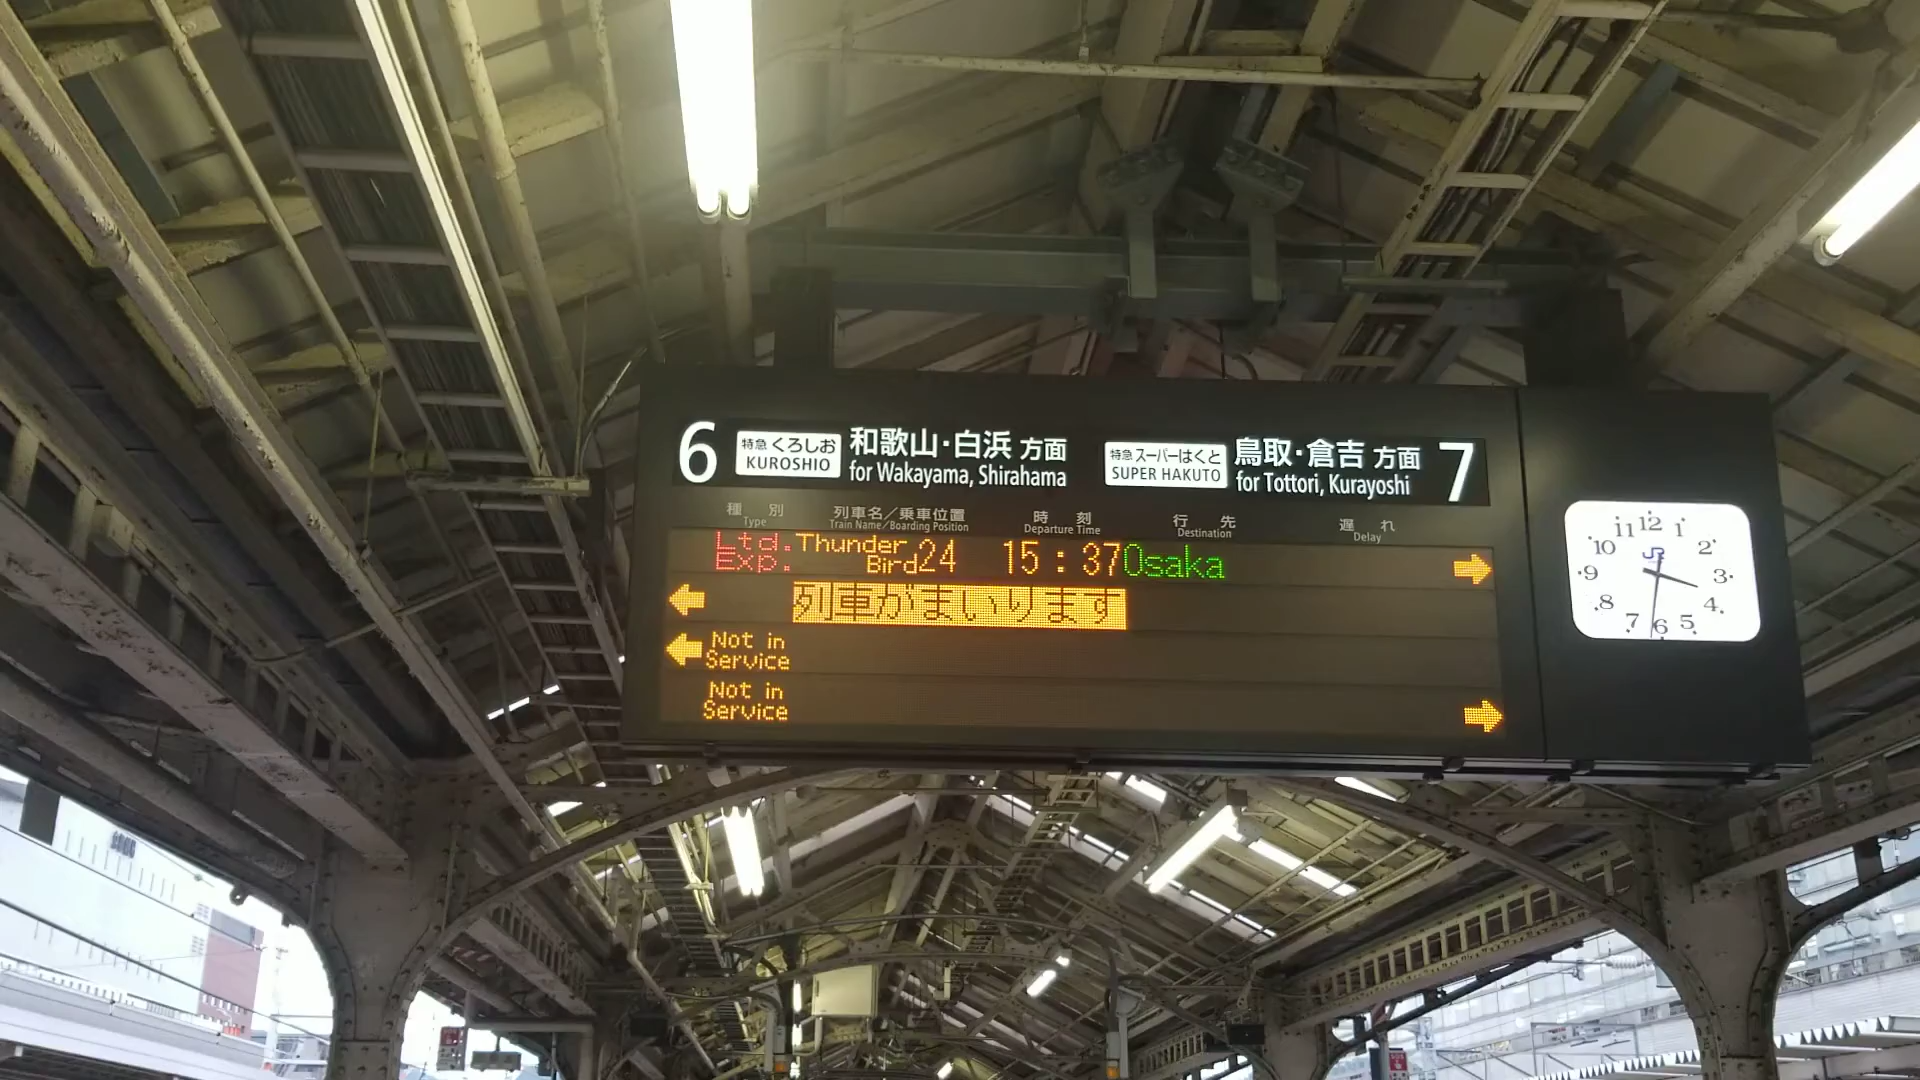 6 特急 くろしお 和歌山・白浜 方面
KUROSHIO for Wakayama, Shirahama
特急 スーパーはくと 鳥取・倉吉 方面 7
SUPER HAKUTO for Tottori, Kurayoshi
種別 列車名/乗車位置 時刻 行先 遅れ
Type Train Name/Boarding Position Departure Time Destination Delay
Ltd. Exp. Thunder Bird 24 15:37 Osaka →
← 列車がまいります
← Not in Service
Not in Service →
JR
12 1 2 3 4 5 6 7 8 9 10 11